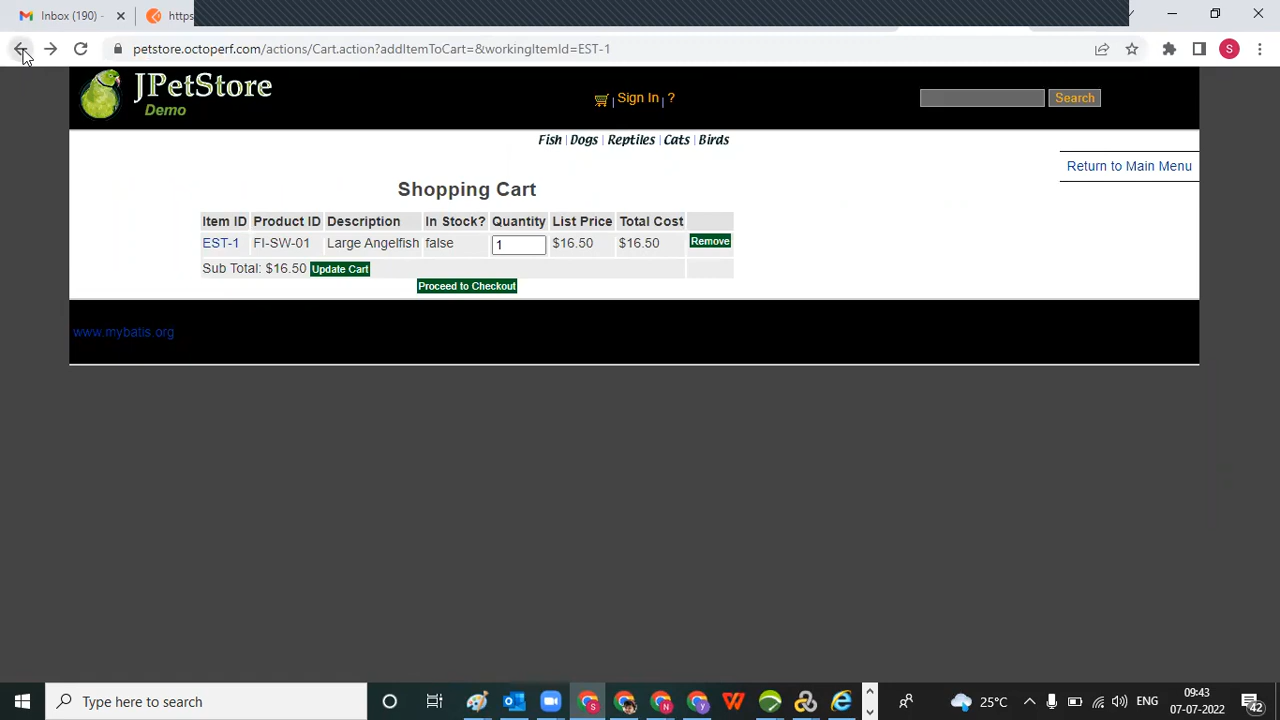 Inbox (190) -
https
petstore.octoperf.com/actions/Cart.action?addItemToCart=&workingItemId=EST-1
S
JPetStore
Demo
Sign In | ?
Search
Fish | Dogs | Reptiles | Cats | Birds
Return to Main Menu
Shopping Cart
Item ID Product ID Description In Stock? Quantity List Price Total Cost
EST-1 FI-SW-01 Large Angelfish false 1 $16.50 $16.50 Remove
Sub Total: $16.50 Update Cart
Proceed to Checkout
www.mybatis.org
Type here to search
25°C
ENG
09:43
07-07-2022
42